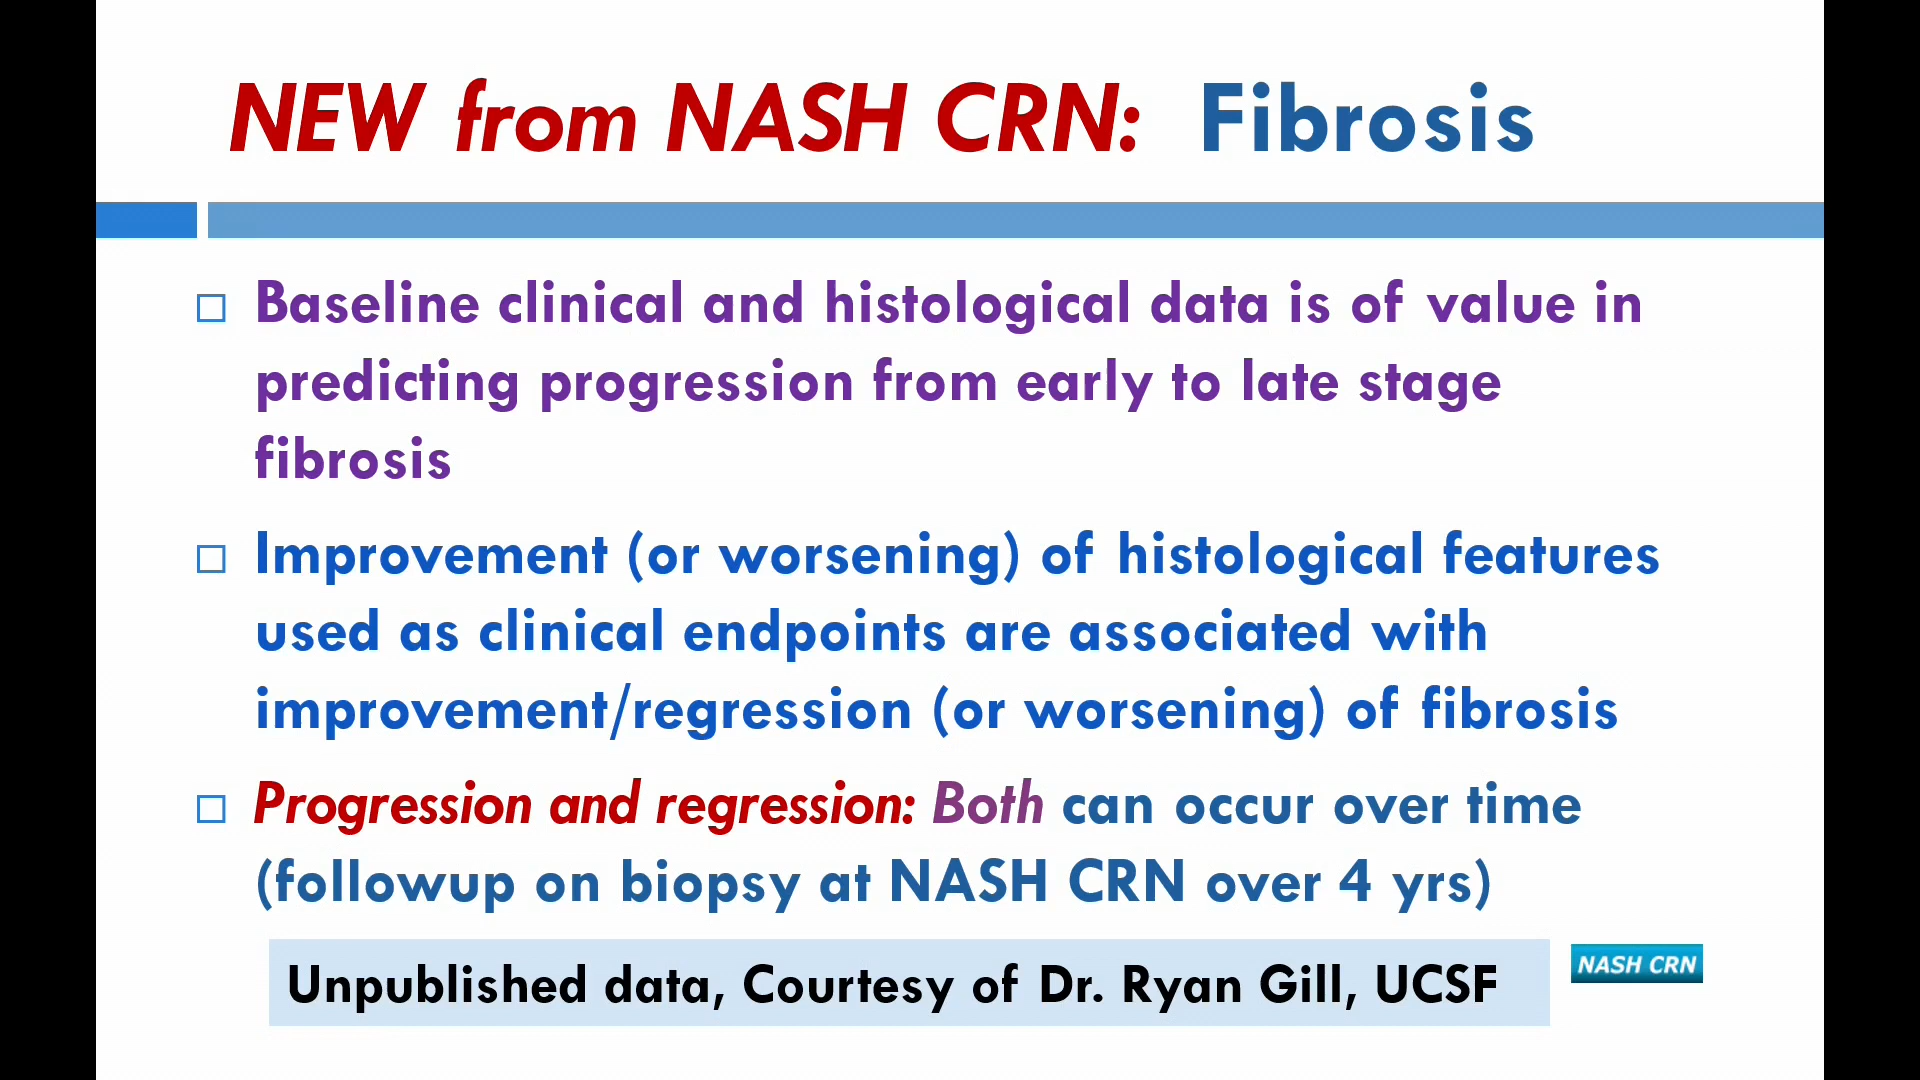 NEW from NASH CRN: Fibrosis
Baseline clinical and histological data is of value in
predicting progression from early to late stage
fibrosis
Improvement (or worsening) of histological features
used as clinical endpoints are associated with
improvement/regression (or worsening) of fibrosis
Progression and regression: Both can occur over time
(followup on biopsy at NASH CRN over 4 yrs)
Unpublished data, Courtesy of Dr. Ryan Gill, UCSF
NASH CRN